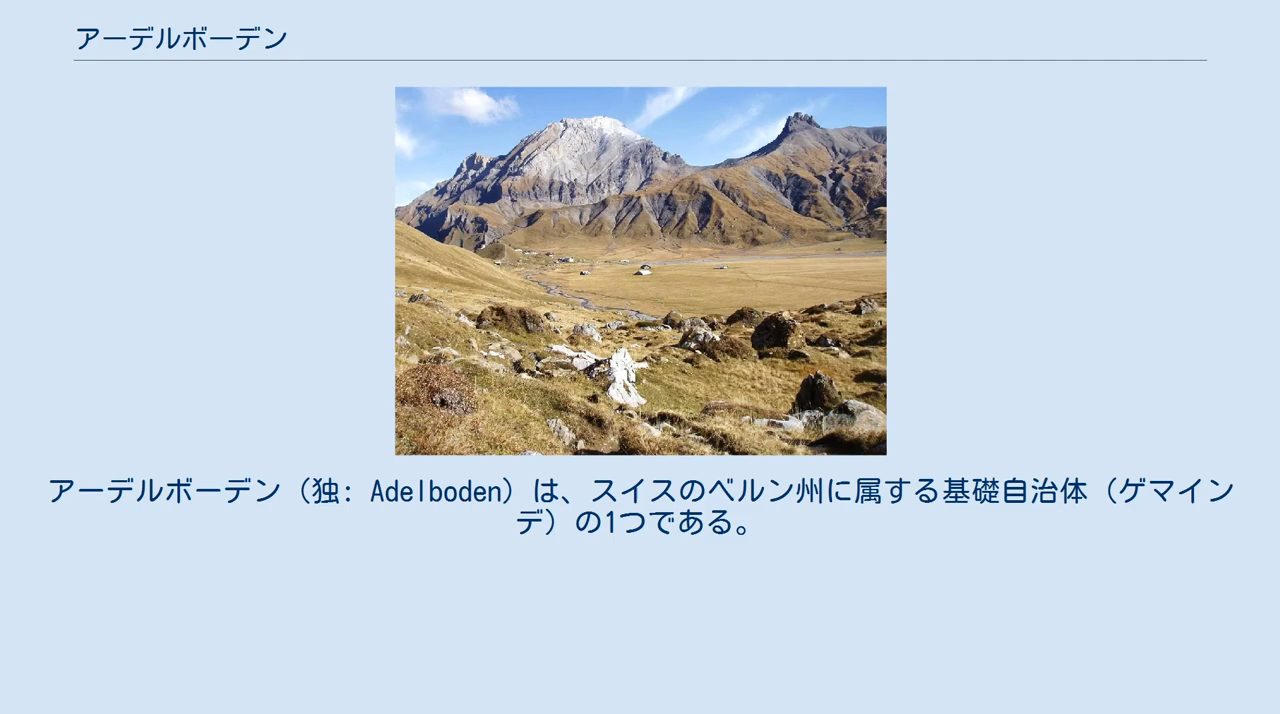 アーデルボーデン
アーデルボーデン（独: Adelboden）は、スイスのベルン州に属する基礎自治体（ゲマイン
デ）の1つである。